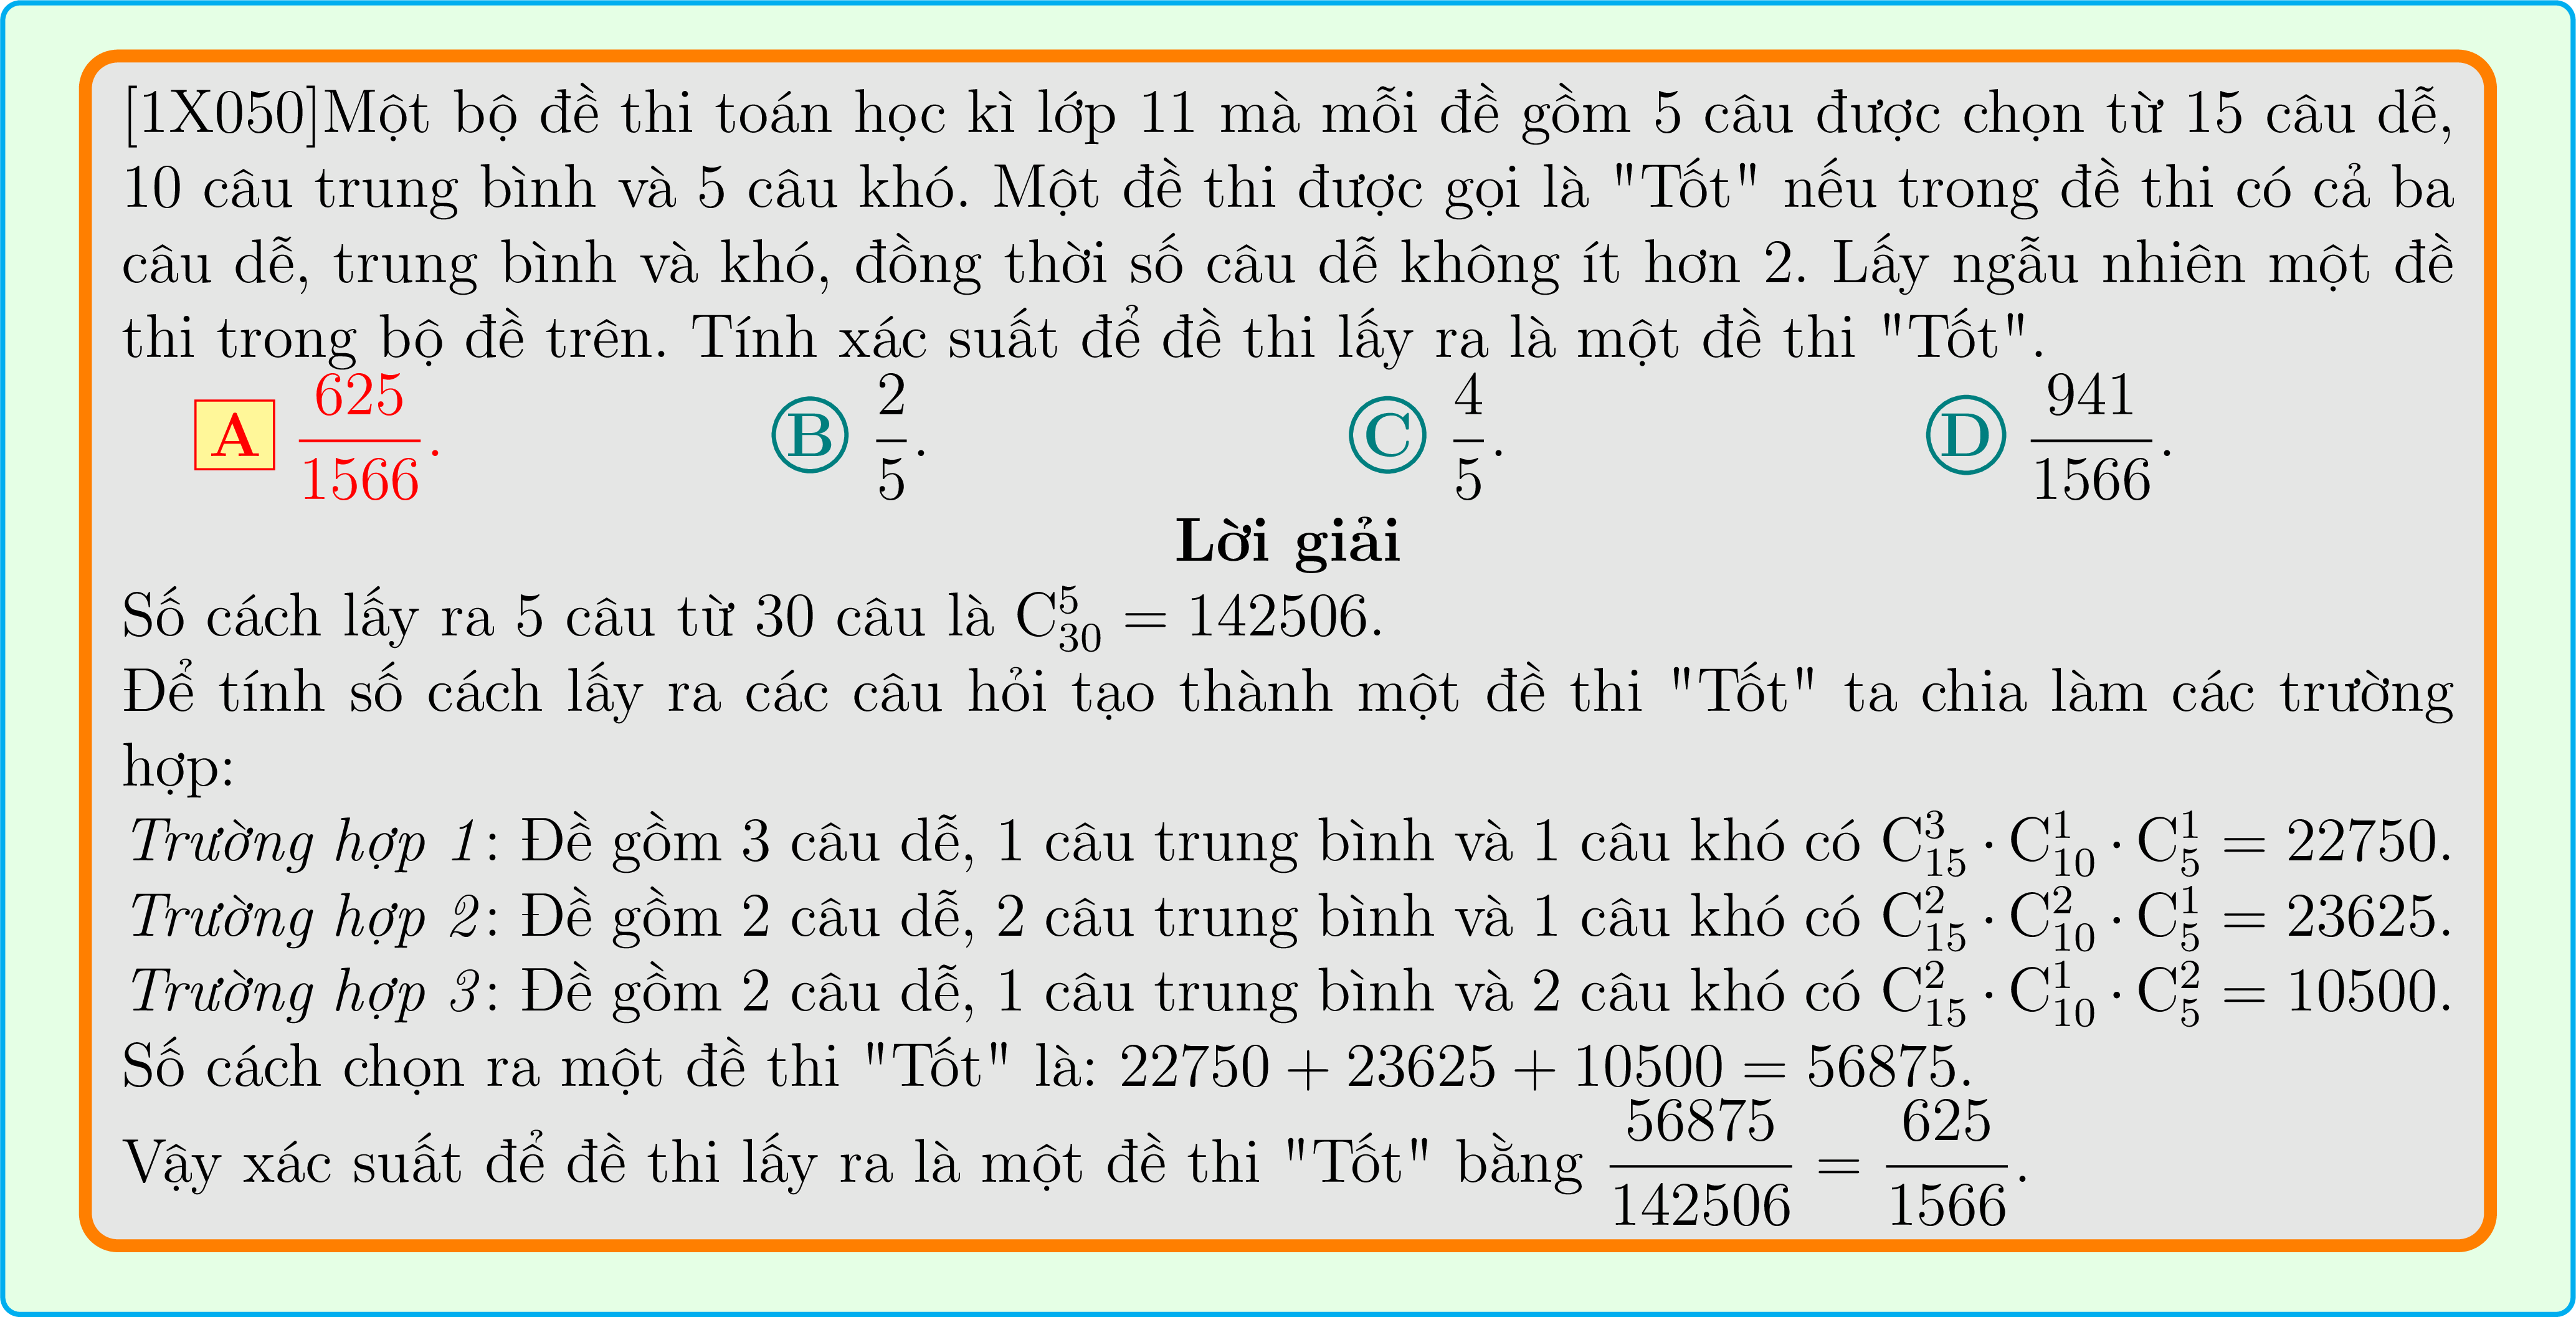 [1X050]Một bộ đề thi toán học kì lớp 11 mà mỗi đề gồm 5 câu được chọn từ 15 câu dễ,
10 câu trung bình và 5 câu khó. Một đề thi được gọi là "Tốt" nếu trong đề thi có cả ba
câu dễ, trung bình và khó, đồng thời số câu dễ không ít hơn 2. Lấy ngẫu nhiên một đề
thi trong bộ đề trên. Tính xác suất để đề thi lấy ra là một đề thi "Tốt".
A $\frac{625}{1566}$. B $\frac{2}{5}$. C $\frac{4}{5}$. D $\frac{941}{1566}$.
Lời giải
Số cách lấy ra 5 câu từ 30 câu là $C_{30}^{5} = 142506$.
Để tính số cách lấy ra các câu hỏi tạo thành một đề thi "Tốt" ta chia làm các trường
hợp:
Trường hợp 1: Đề gồm 3 câu dễ, 1 câu trung bình và 1 câu khó có $C_{15}^{3} \cdot C_{10}^{1} \cdot C_{5}^{1} = 22750$.
Trường hợp 2: Đề gồm 2 câu dễ, 2 câu trung bình và 1 câu khó có $C_{15}^{2} \cdot C_{10}^{2} \cdot C_{5}^{1} = 23625$.
Trường hợp 3: Đề gồm 2 câu dễ, 1 câu trung bình và 2 câu khó có $C_{15}^{2} \cdot C_{10}^{1} \cdot C_{5}^{2} = 10500$.
Số cách chọn ra một đề thi "Tốt" là: $22750 + 23625 + 10500 = 56875$.
Vậy xác suất để đề thi lấy ra là một đề thi "Tốt" bằng $\frac{56875}{142506} = \frac{625}{1566}$.